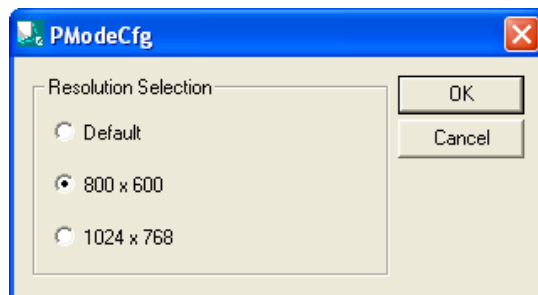 PModeCfg
Resolution Selection
OK
Default
Cancel
800 x 600
1024 x 768